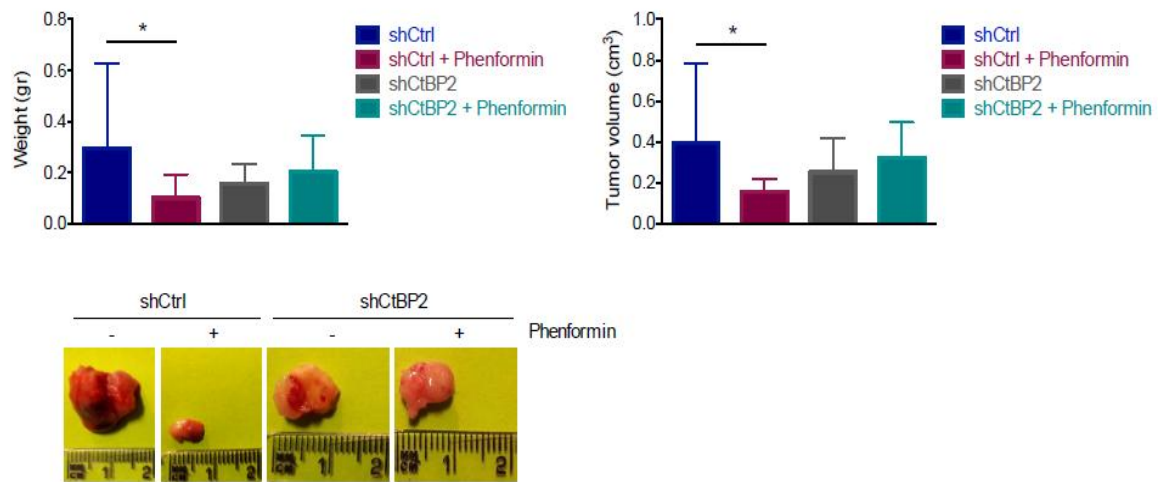 Weight (gr)
0.8
0.6
0.4
0.2
0.0
*
shCtrl
shCtrl + Phenformin
shCtBP2
shCtBP2 + Phenformin
Tumor volume (cm³)
1.0
0.8
0.6
0.4
0.2
0.0
*
shCtrl
shCtrl + Phenformin
shCtBP2
shCtBP2 + Phenformin
shCtrl shCtBP2
- + - + Phenformin
1 2 1 2 1 2 1 2